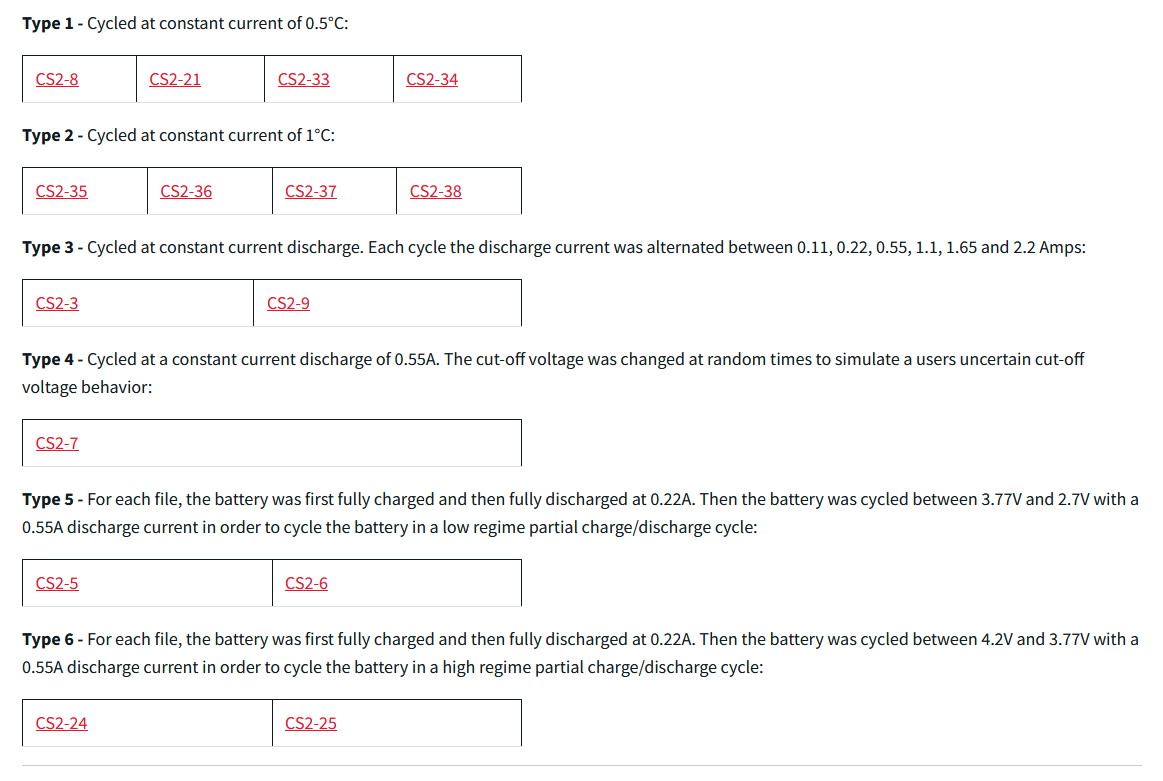 Type 1 - Cycled at constant current of 0.5°C:
CS2-8 CS2-21 CS2-33 CS2-34
Type 2 - Cycled at constant current of 1°C:
CS2-35 CS2-36 CS2-37 CS2-38
Type 3 - Cycled at constant current discharge. Each cycle the discharge current was alternated between 0.11, 0.22, 0.55, 1.1, 1.65 and 2.2 Amps:
CS2-3 CS2-9
Type 4 - Cycled at a constant current discharge of 0.55A. The cut-off voltage was changed at random times to simulate a users uncertain cut-off
voltage behavior:
CS2-7
Type 5 - For each file, the battery was first fully charged and then fully discharged at 0.22A. Then the battery was cycled between 3.77V and 2.7V with a
0.55A discharge current in order to cycle the battery in a low regime partial charge/discharge cycle:
CS2-5 CS2-6
Type 6 - For each file, the battery was first fully charged and then fully discharged at 0.22A. Then the battery was cycled between 4.2V and 3.77V with a
0.55A discharge current in order to cycle the battery in a high regime partial charge/discharge cycle:
CS2-24 CS2-25